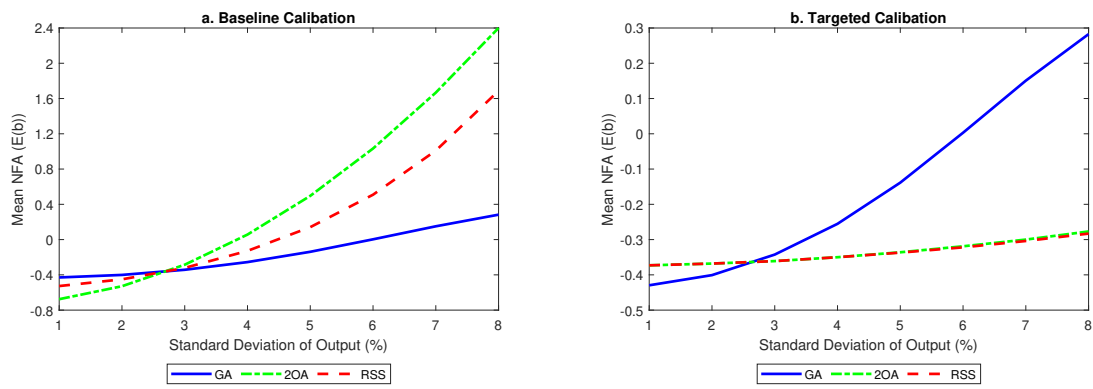 a. Baseline Calibation
2.4
2
1.6
1.2
0.8
0.4
0
-0.4
-0.8
Mean NFA (E(b))
1 2 3 4 5 6 7 8
Standard Deviation of Output (%)
GA 2OA RSS
b. Targeted Calibation
0.3
0.2
0.1
0
-0.1
-0.2
-0.3
-0.4
-0.5
Mean NFA (E(b))
1 2 3 4 5 6 7 8
Standard Deviation of Output (%)
GA 2OA RSS